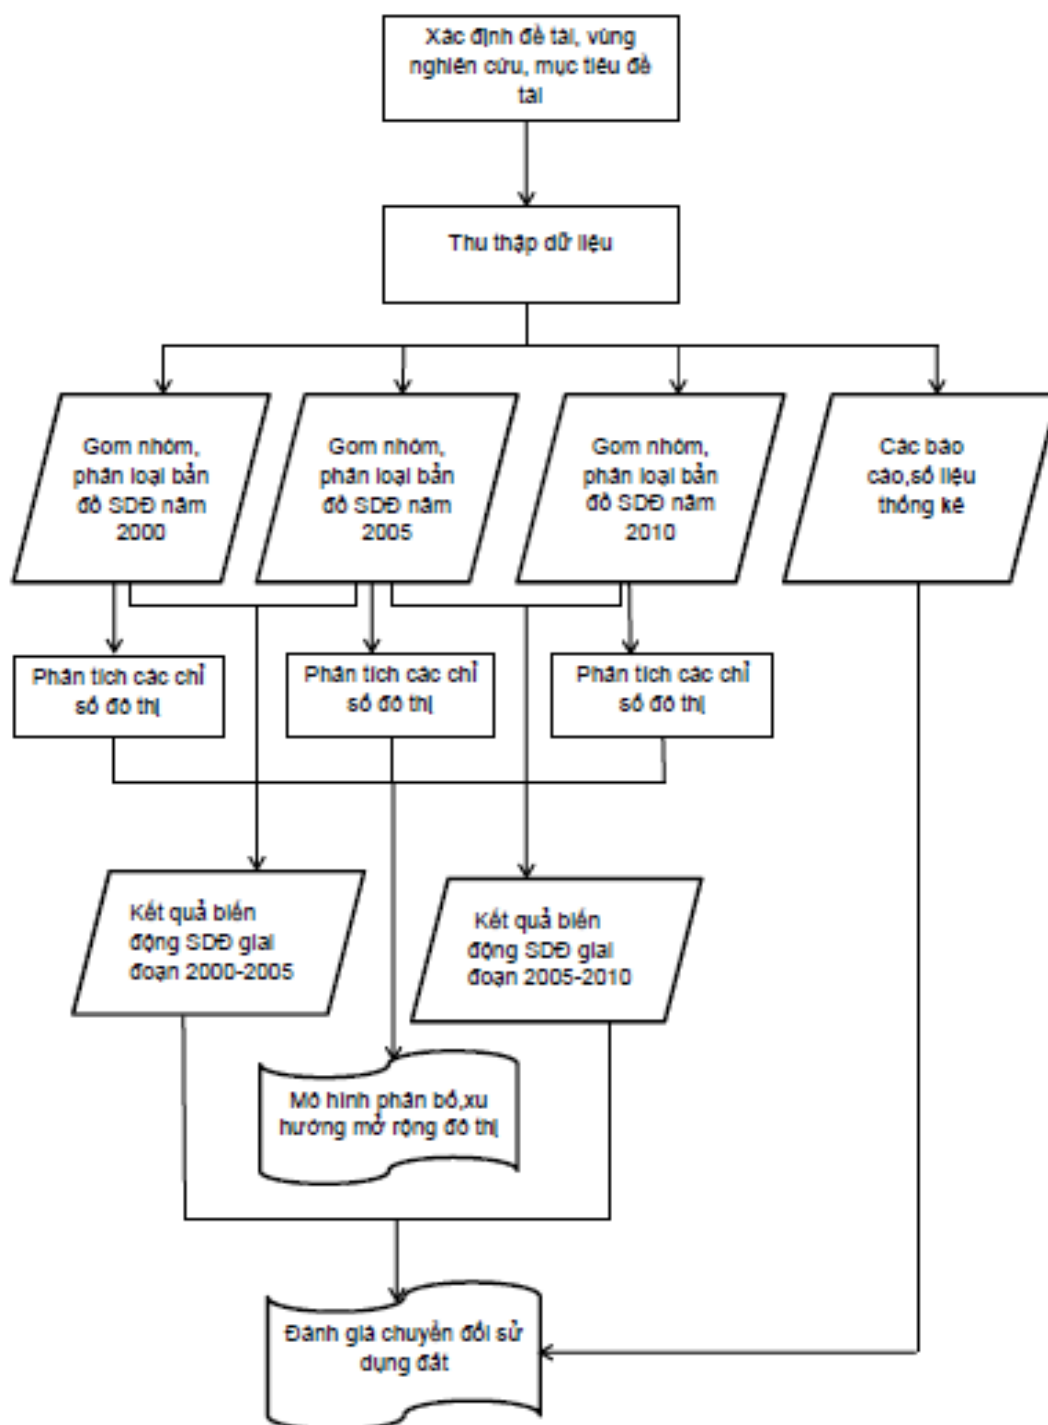 Xác định đề tài, vùng
nghiên cứu, mục tiêu đề
tài
Thu thập dữ liệu
Gom nhóm,
phân loại bản
đồ SDĐ năm
2000
Gom nhóm,
phân loại bản
đồ SDĐ năm
2005
Gom nhóm,
phân loại bản
đồ SDĐ năm
2010
Các báo
cáo,số liệu
thống kê
Phân tích các chỉ
số đô thị
Phân tích các chỉ
số đô thị
Phân tích các chỉ
số đô thị
Kết quả biến
động SDĐ giai
đoạn 2000-2005
Kết quả biến
động SDĐ giai
đoạn 2005-2010
Mô hình phân bố,xu
hướng mở rộng đô thị
Đánh giá chuyển đổi sử
dụng đất